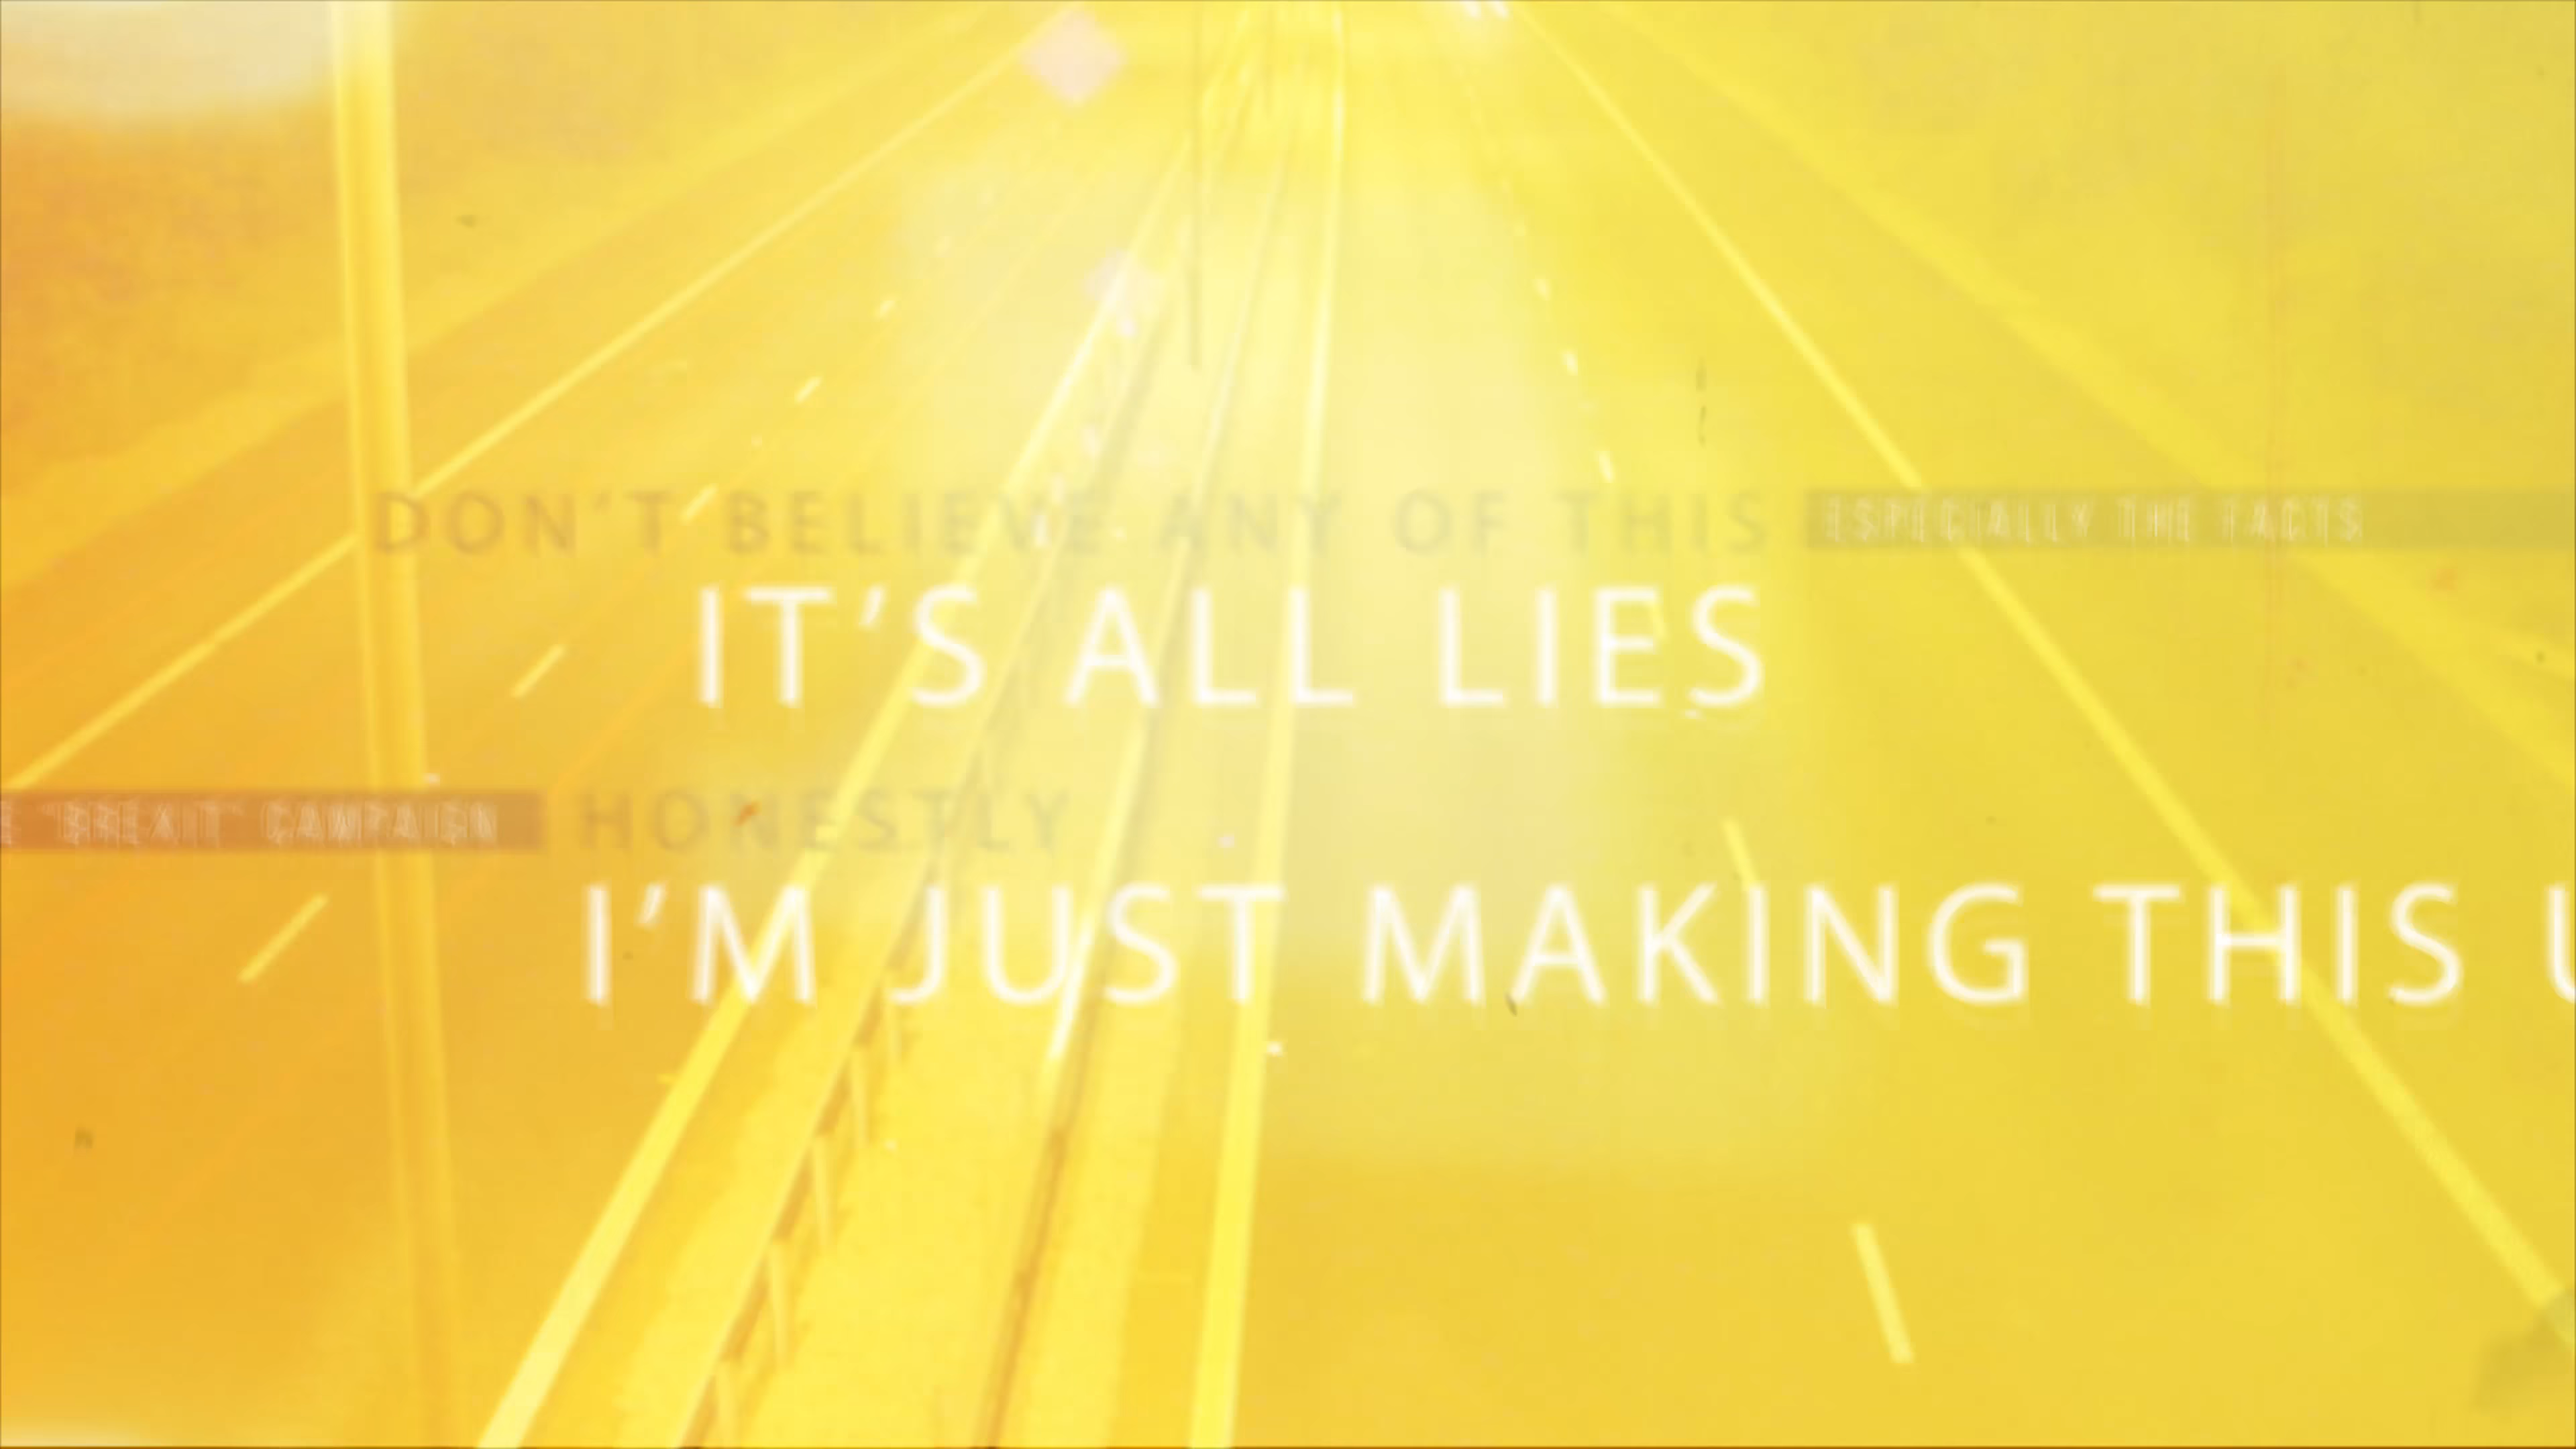 DON'T BELIEVE ANY OF THIS ESPECIALLY THE FACTS
IT'S ALL LIES
E "BREXIT" CAMPAIGN HONESTLY
I'M JUST MAKING THIS U